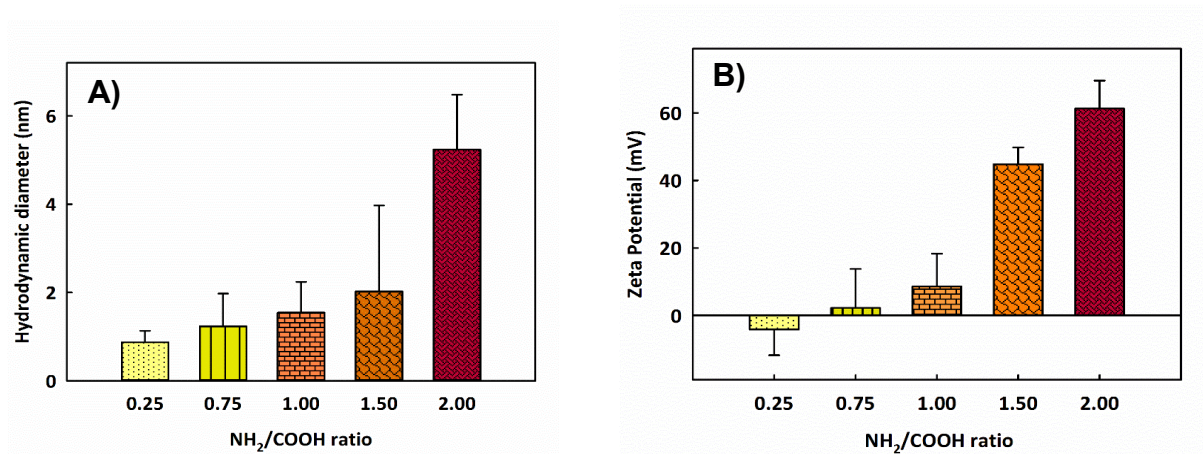 A)
Hydrodynamic diameter (nm)
6
4
2
0
0.25 0.75 1.00 1.50 2.00
NH₂/COOH ratio
B)
Zeta Potential (mV)
60
40
20
0
0.25 0.75 1.00 1.50 2.00
NH₂/COOH ratio